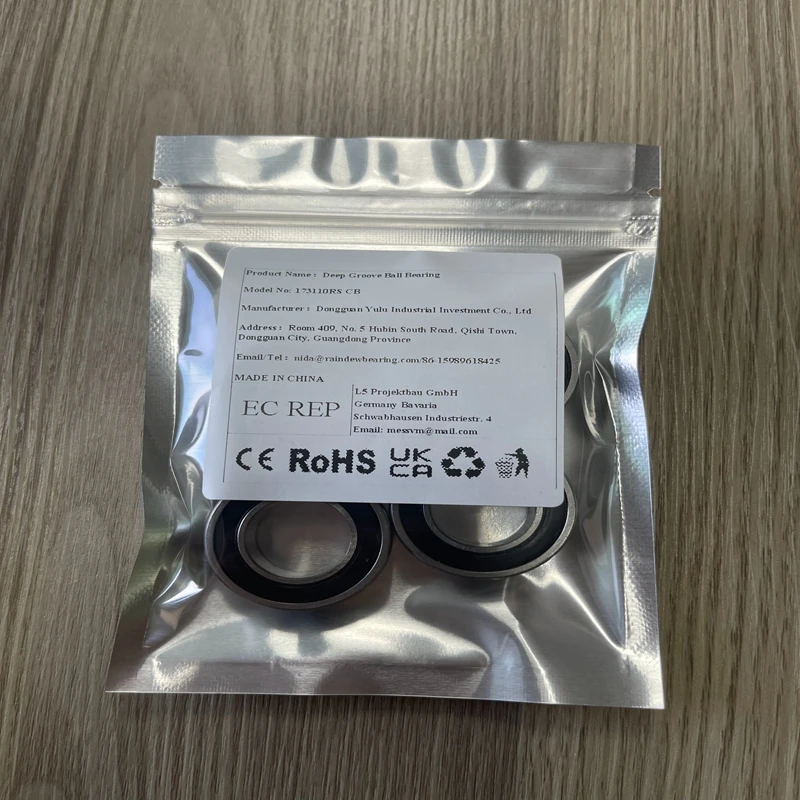 Product Name: Deep Groove Ball Bearing
Model No: 173110RS CB
Manufacturer: Dongguan Yulu Industrial Investment Co., Ltd
Address: Room 409, No. 5 Hubin South Road, Qishi Town,
Dongguan City, Guangdong Province
Email/Tel: nida@raindewbearing.com/86-15989618425
MADE IN CHINA
EC REP
L5 Projektbau GmbH
Germany Bavaria
Schwabhausen Industriestr. 4
Email: messvm@mail.com
CE RoHS UK
CA